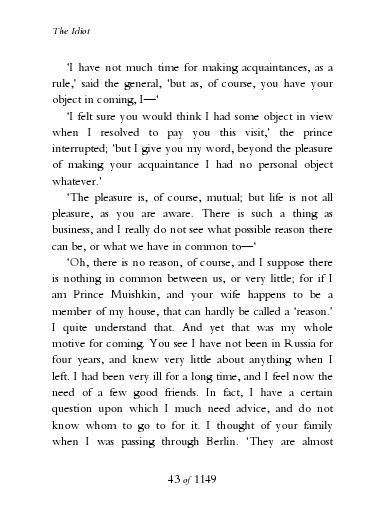 The Idiot
‘I have not much time for making acquaintances, as a
rule,’ said the general, ‘but as, of course, you have your
object in coming, I—‘
‘I felt sure you would think I had some object in view
when I resolved to pay you this visit,’ the prince
interrupted; ‘but I give you my word, beyond the pleasure
of making your acquaintance I had no personal object
whatever.’
‘The pleasure is, of course, mutual; but life is not all
pleasure, as you are aware. There is such a thing as
business, and I really do not see what possible reason there
can be, or what we have in common to—‘
‘Oh, there is no reason, of course, and I suppose there
is nothing in common between us, or very little; for if I
am Prince Muishkin, and your wife happens to be a
member of my house, that can hardly be called a ‘reason.’
I quite understand that. And yet that was my whole
motive for coming. You see I have not been in Russia for
four years, and knew very little about anything when I
left. I had been very ill for a long time, and I feel now the
need of a few good friends. In fact, I have a certain
question upon which I much need advice, and do not
know whom to go to for it. I thought of your family
when I was passing through Berlin. ‘They are almost
43 of 1149